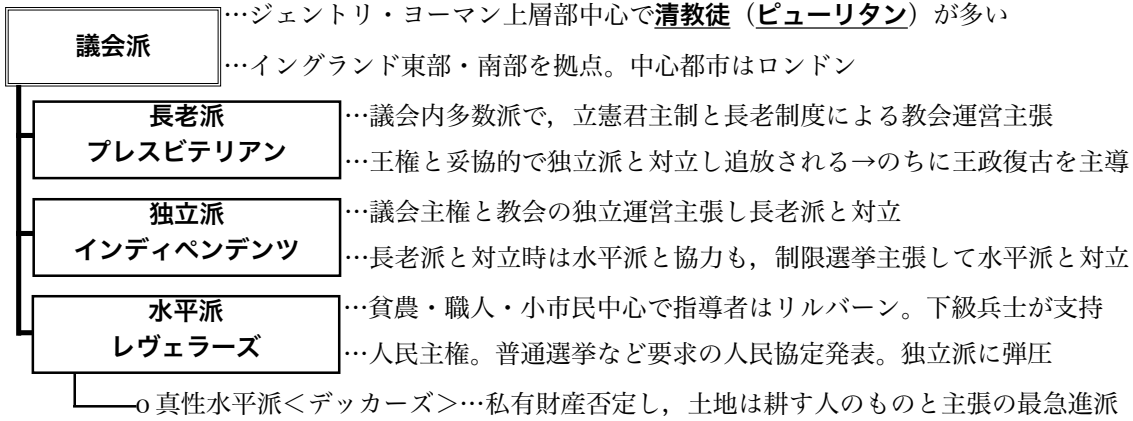 …ジェントリ・ヨーマン上層部中心で清教徒（ピューリタン）が多い
議会派
…イングランド東部・南部を拠点。中心都市はロンドン
長老派
プレスビテリアン
…議会内多数派で，立憲君主制と長老制度による教会運営主張
…王権と妥協的で独立派と対立し追放される→のちに王政復古を主導
独立派
インディペンデンツ
…議会主権と教会の独立運営主張し長老派と対立
…長老派と対立時は水平派と協力も，制限選挙主張して水平派と対立
水平派
レヴェラーズ
…貧農・職人・小市民中心で指導者はリルバーン。下級兵士が支持
…人民主権。普通選挙など要求の人民協定発表。独立派に弾圧
o 真性水平派＜デッカーズ＞…私有財産否定し，土地は耕す人のものと主張の最急進派